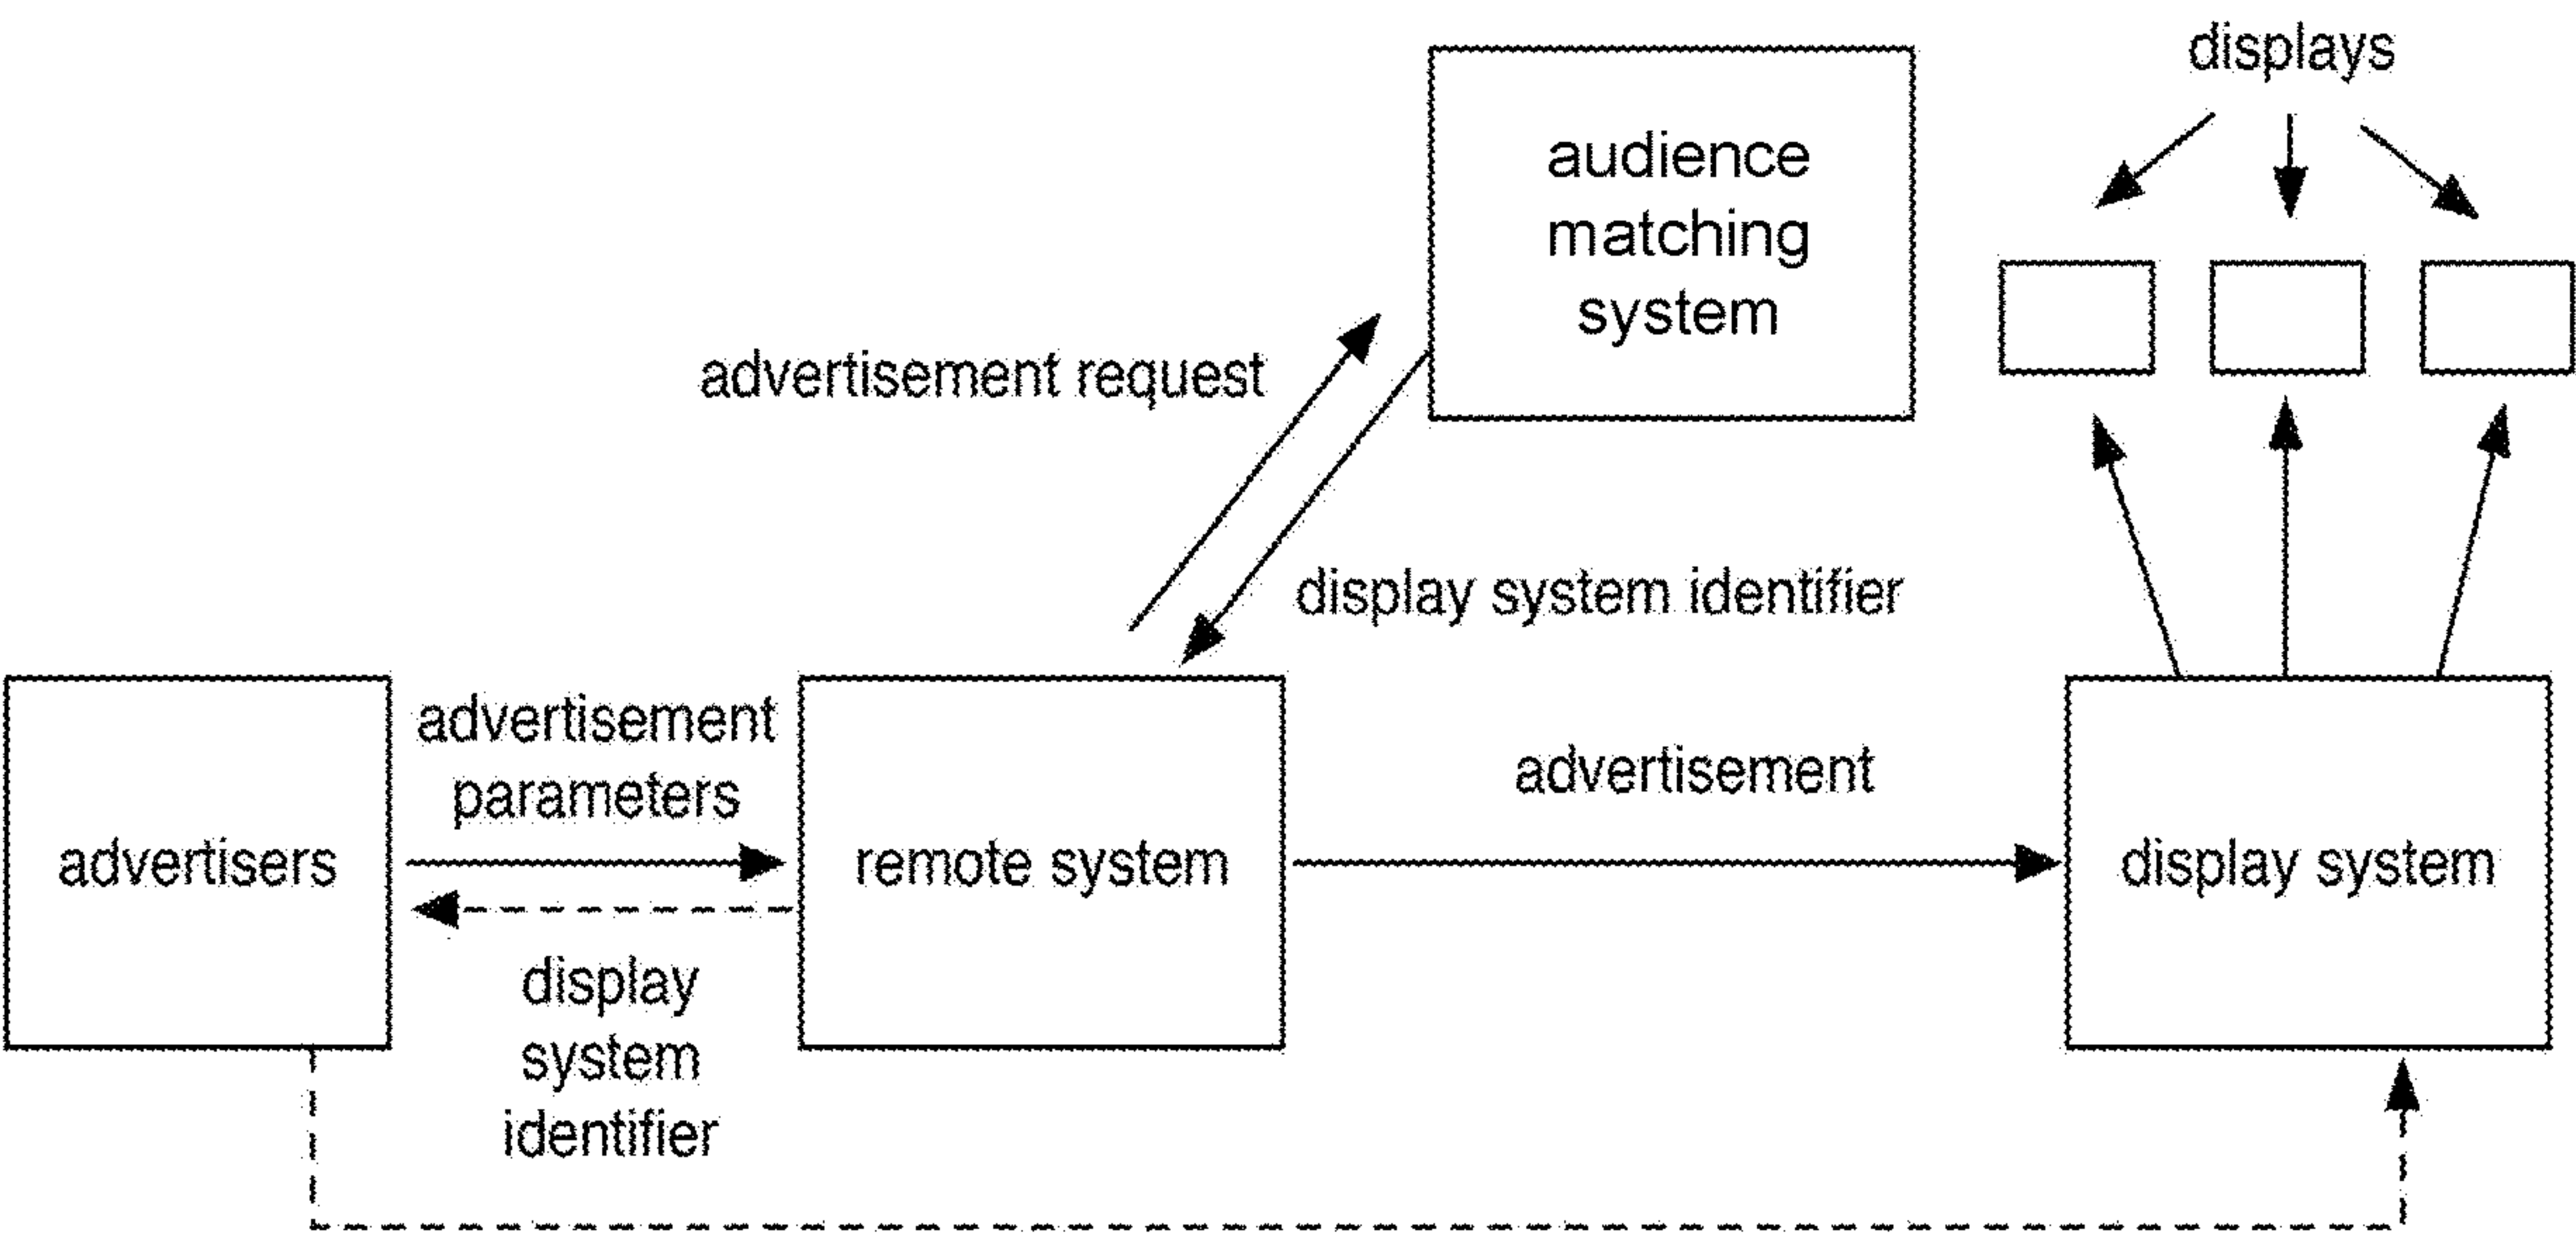 displays
audience
matching
system
advertisement request
display system identifier
advertisement
parameters
advertisers
remote system
advertisement
display system
display
system
identifier